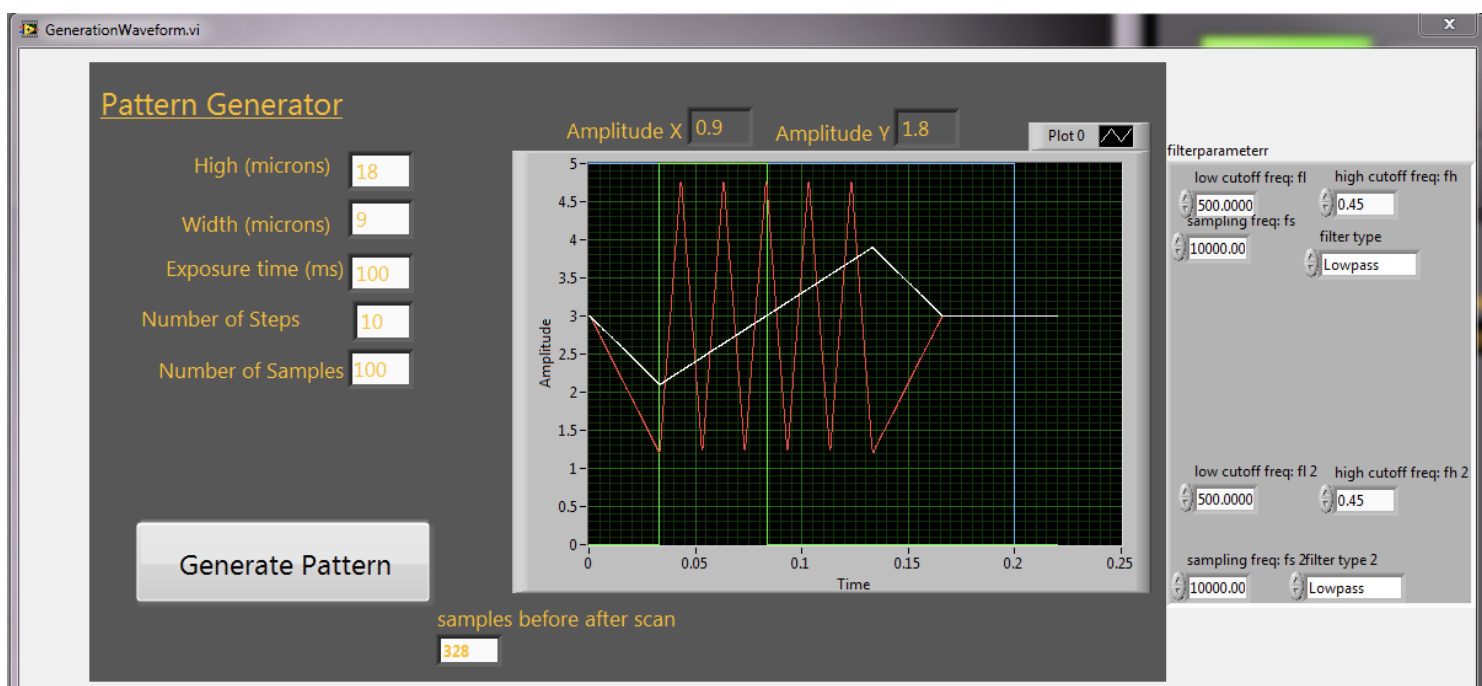 GenerationWaveform.vi
x
Pattern Generator
High (microns) 18
Width (microns) 9
Exposure time (ms) 100
Number of Steps 10
Number of Samples 100
Generate Pattern
samples before after scan
328
Amplitude X 0.9 Amplitude Y 1.8
Plot 0
Amplitude
5
4.5
4
3.5
3
2.5
2
1.5
1
0.5
0
0 0.05 0.1 0.15 0.2 0.25
Time
filterparameterr
low cutoff freq: fl high cutoff freq: fh
500.0000 0.45
sampling freq: fs filter type
10000.00 Lowpass
low cutoff freq: fl 2 high cutoff freq: fh 2
500.0000 0.45
sampling freq: fs 2 filter type 2
10000.00 Lowpass